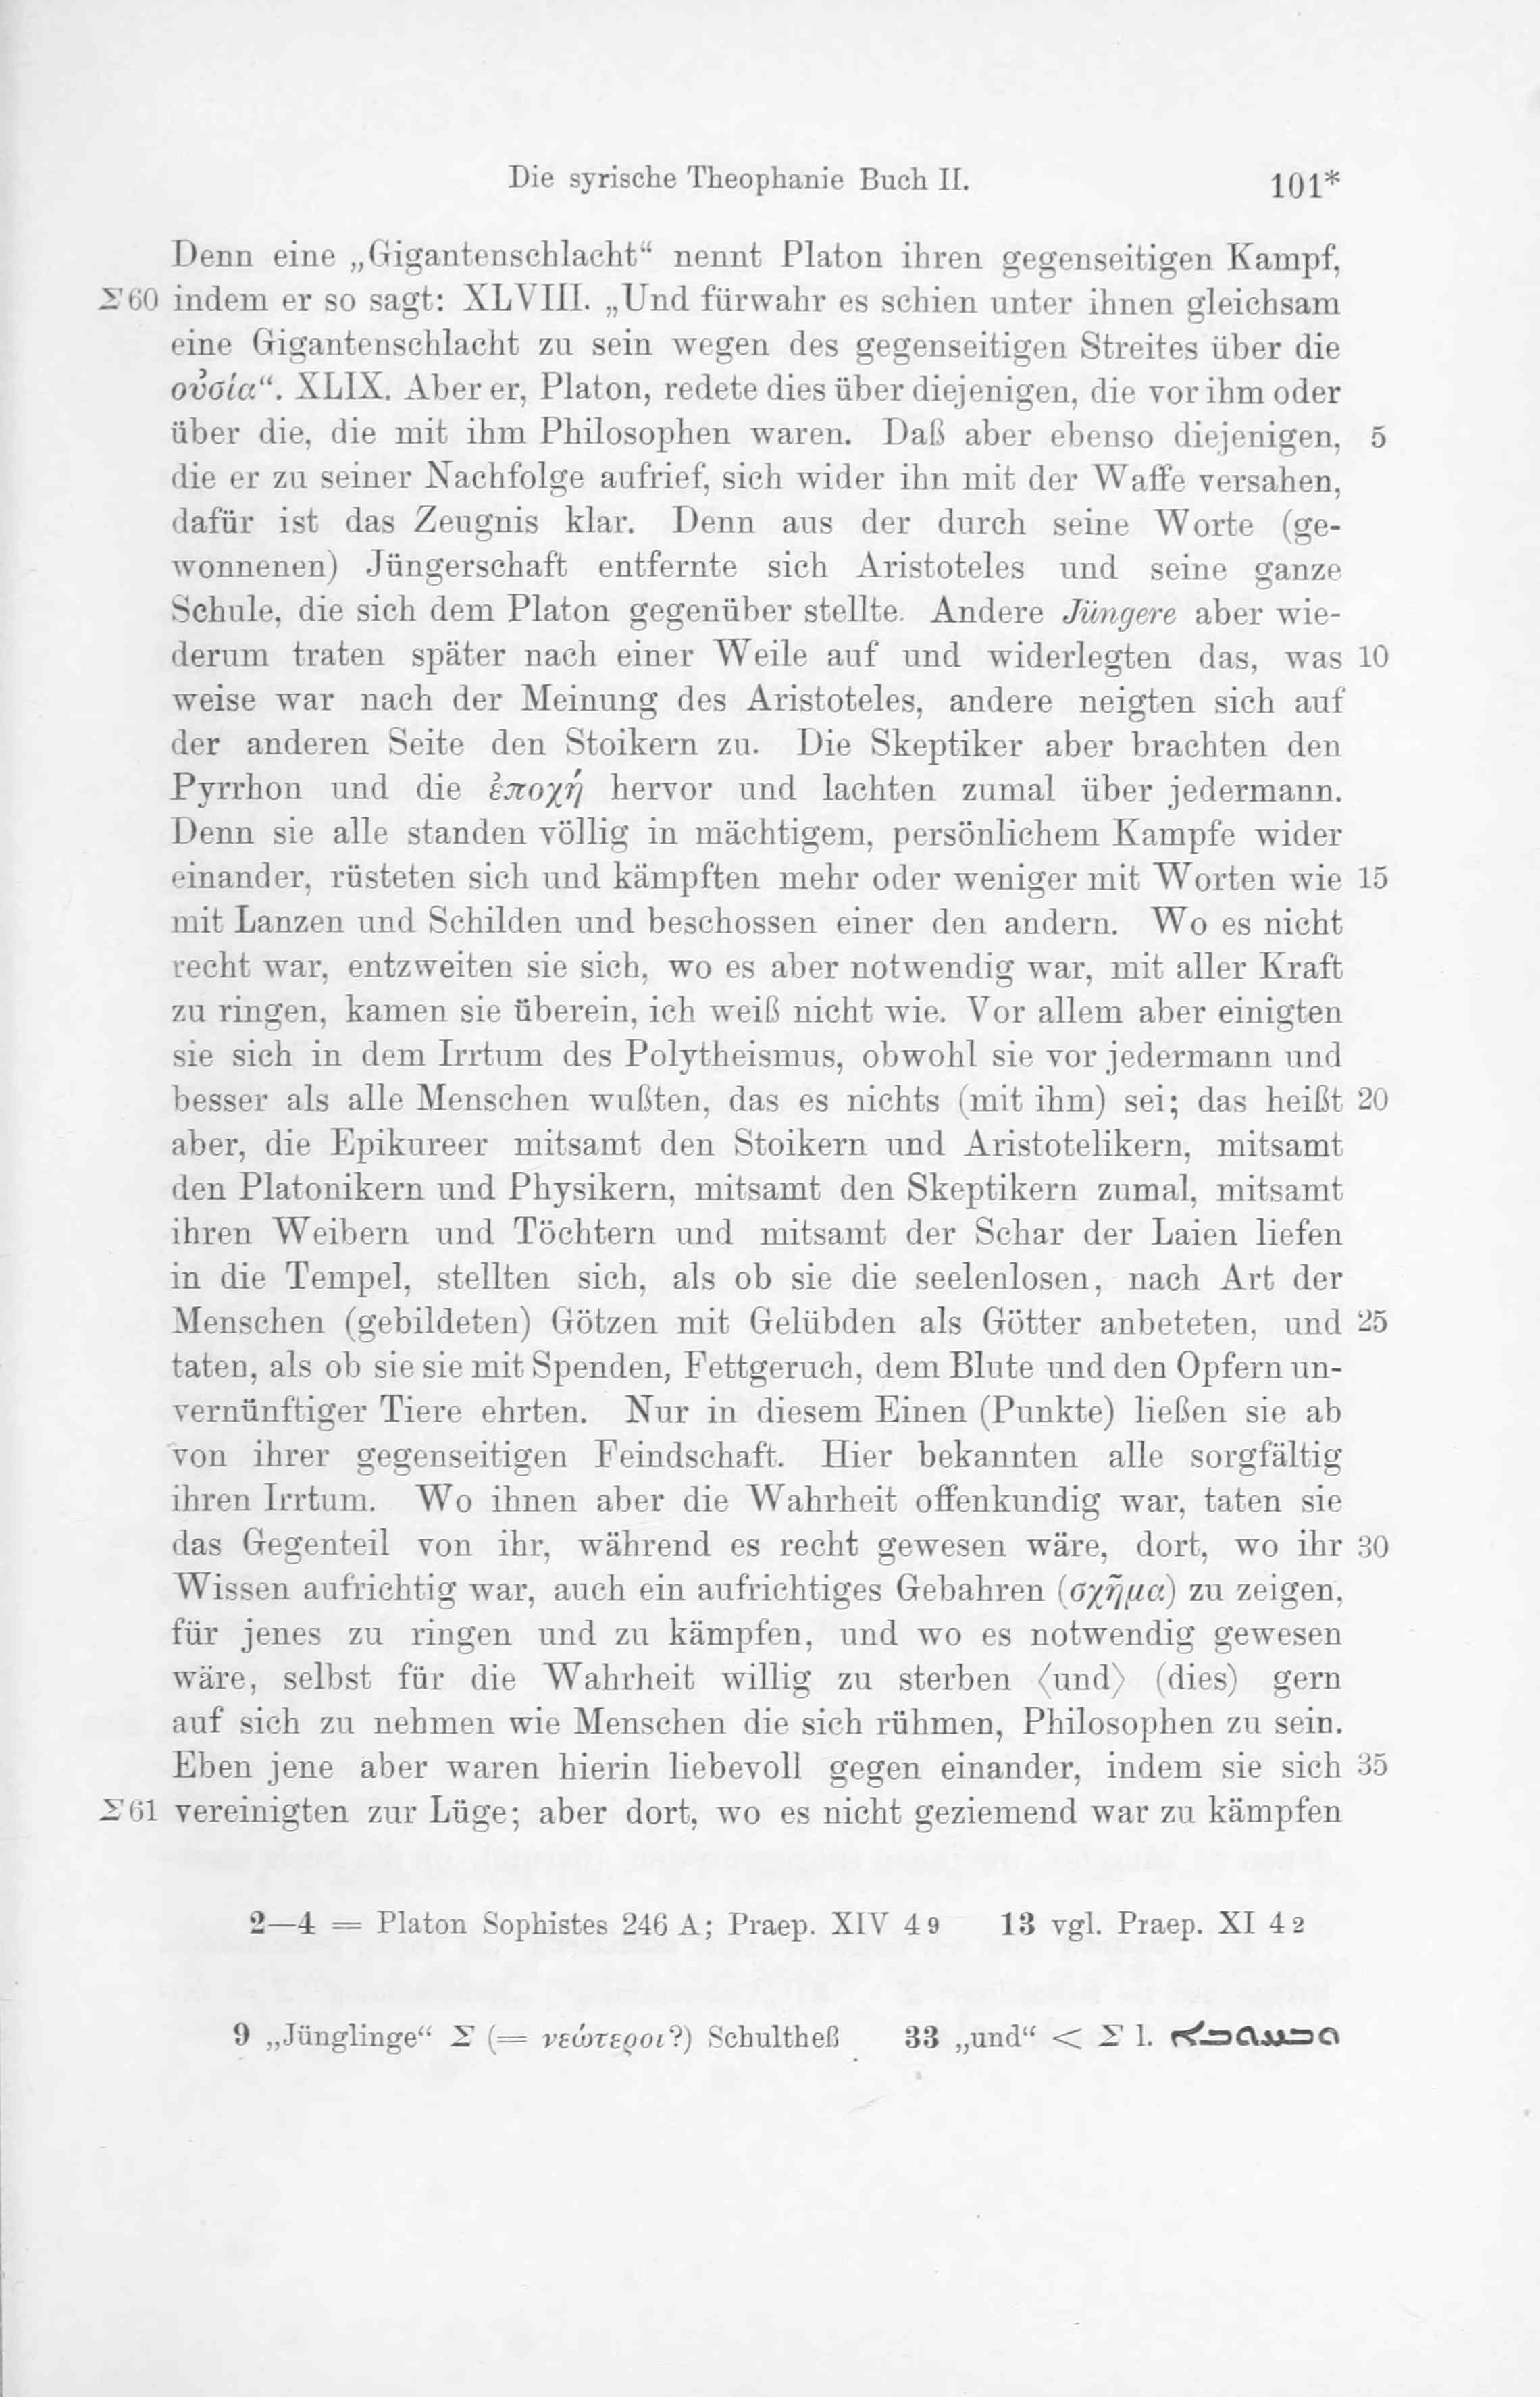 Die syrische Theophanie Buch II. 101*
Denn eine „Gigantenschlacht“ nennt Platon ihren gegenseitigen Kampf,
Σ60 indem er so sagt: XLVIII. „Und fürwahr es schien unter ihnen gleichsam
eine Gigantenschlacht zu sein wegen des gegenseitigen Streites über die
οὐσία“. XLIX. Aber er, Platon, redete dies über diejenigen, die vor ihm oder
über die, die mit ihm Philosophen waren. Daß aber ebenso diejenigen, 5
die er zu seiner Nachfolge aufrief, sich wider ihn mit der Waffe versahen,
dafür ist das Zeugnis klar. Denn aus der durch seine Worte (ge-
wonnenen) Jüngerschaft entfernte sich Aristoteles und seine ganze
Schule, die sich dem Platon gegenüber stellte. Andere Jüngere aber wie-
derum traten später nach einer Weile auf und widerlegten das, was 10
weise war nach der Meinung des Aristoteles, andere neigten sich auf
der anderen Seite den Stoikern zu. Die Skeptiker aber brachten den
Pyrrhon und die ἐποχή hervor und lachten zumal über jedermann.
Denn sie alle standen völlig in mächtigem, persönlichem Kampfe wider
einander, rüsteten sich und kämpften mehr oder weniger mit Worten wie 15
mit Lanzen und Schilden und beschossen einer den andern. Wo es nicht
recht war, entzweiten sie sich, wo es aber notwendig war, mit aller Kraft
zu ringen, kamen sie überein, ich weiß nicht wie. Vor allem aber einigten
sie sich in dem Irrtum des Polytheismus, obwohl sie vor jedermann und
besser als alle Menschen wußten, das es nichts (mit ihm) sei; das heißt 20
aber, die Epikureer mitsamt den Stoikern und Aristotelikern, mitsamt
den Platonikern und Physikern, mitsamt den Skeptikern zumal, mitsamt
ihren Weibern und Töchtern und mitsamt der Schar der Laien liefen
in die Tempel, stellten sich, als ob sie die seelenlosen, nach Art der
Menschen (gebildeten) Götzen mit Gelübden als Götter anbeteten, und 25
taten, als ob sie sie mit Spenden, Fettgeruch, dem Blute und den Opfern un-
vernünftiger Tiere ehrten. Nur in diesem Einen (Punkte) ließen sie ab
von ihrer gegenseitigen Feindschaft. Hier bekannten alle sorgfältig
ihren Irrtum. Wo ihnen aber die Wahrheit offenkundig war, taten sie
das Gegenteil von ihr, während es recht gewesen wäre, dort, wo ihr 30
Wissen aufrichtig war, auch ein aufrichtiges Gebahren (σχῆμα) zu zeigen,
für jenes zu ringen und zu kämpfen, und wo es notwendig gewesen
wäre, selbst für die Wahrheit willig zu sterben ⟨und⟩ (dies) gern
auf sich zu nehmen wie Menschen die sich rühmen, Philosophen zu sein.
Eben jene aber waren hierin liebevoll gegen einander, indem sie sich 35
Σ61 vereinigten zur Lüge; aber dort, wo es nicht geziemend war zu kämpfen
2—4 = Platon Sophistes 246 A; Praep. XIV 4 9 13 vgl. Praep. XI 4 2
9 „Jünglinge“ Σ (= νεώτεροι?) Schultheß 33 „und“ < Σ l. ܘܒܚܘܒܐ